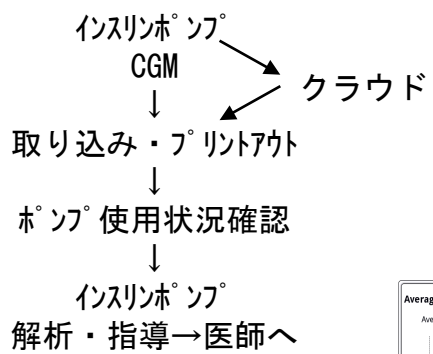 ｲﾝｽﾘﾝﾎﾟﾝﾌﾟ
CGM
クラウド
↓
取り込み・ﾌﾟﾘﾝﾄｱｳﾄ
↓
ﾎﾟﾝﾌﾟ使用状況確認
↓
ｲﾝｽﾘﾝﾎﾟﾝﾌﾟ
解析・指導→医師へ